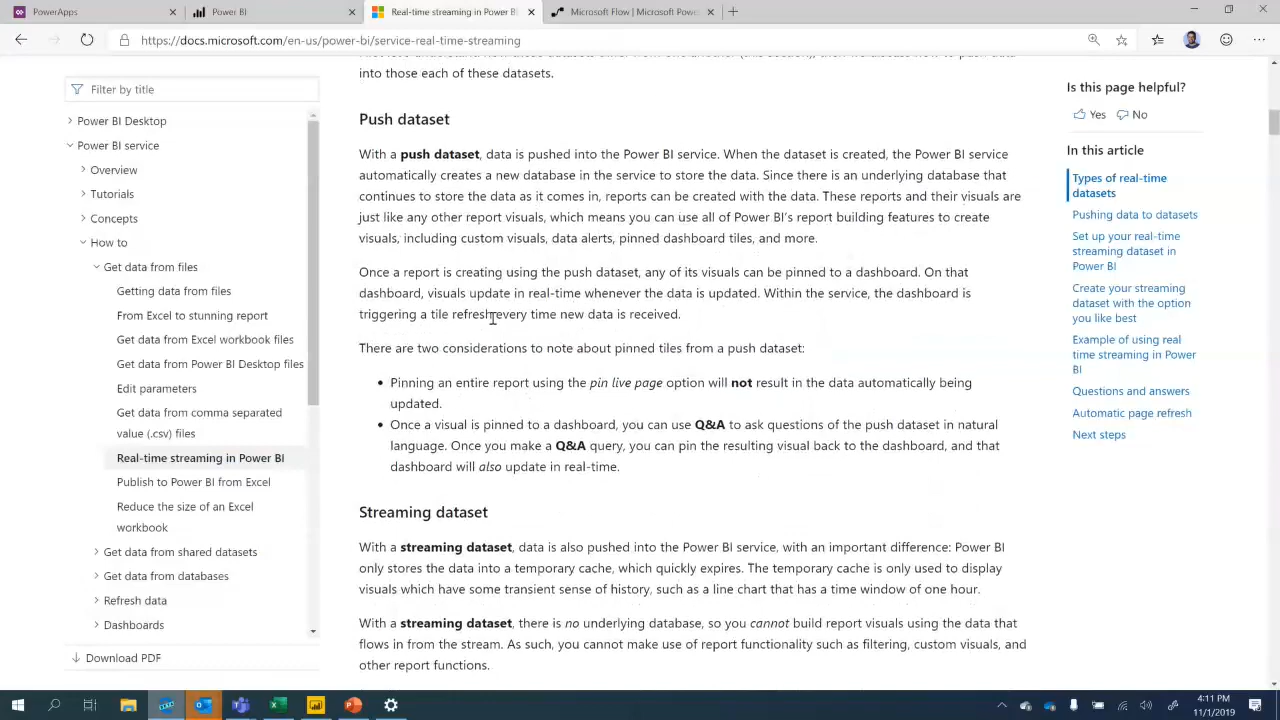 PowerApps
Power BI
Real-time streaming in Power B
Microsoft Flow | Microsoft Power
https://docs.microsoft.com/en-us/power-bi/service-real-time-streaming
Filter by title
Power BI Desktop
Power BI service
Overview
Tutorials
Concepts
How to
Get data from files
Getting data from files
From Excel to stunning report
Get data from Excel workbook files
Get data from Power BI Desktop files
Edit parameters
Get data from comma separated
value (.csv) files
Real-time streaming in Power BI
Publish to Power BI from Excel
Reduce the size of an Excel
workbook
Get data from shared datasets
Get data from databases
Refresh data
Dashboards
Download PDF
into those each of these datasets.
Push dataset
With a push dataset, data is pushed into the Power BI service. When the dataset is created, the Power BI service
automatically creates a new database in the service to store the data. Since there is an underlying database that
continues to store the data as it comes in, reports can be created with the data. These reports and their visuals are
just like any other report visuals, which means you can use all of Power BI's report building features to create
visuals, including custom visuals, data alerts, pinned dashboard tiles, and more.
Once a report is creating using the push dataset, any of its visuals can be pinned to a dashboard. On that
dashboard, visuals update in real-time whenever the data is updated. Within the service, the dashboard is
triggering a tile refresh every time new data is received.
There are two considerations to note about pinned tiles from a push dataset:
• Pinning an entire report using the pin live page option will not result in the data automatically being
updated.
• Once a visual is pinned to a dashboard, you can use Q&A to ask questions of the push dataset in natural
language. Once you make a Q&A query, you can pin the resulting visual back to the dashboard, and that
dashboard will also update in real-time.
Streaming dataset
With a streaming dataset, data is also pushed into the Power BI service, with an important difference: Power BI
only stores the data into a temporary cache, which quickly expires. The temporary cache is only used to display
visuals which have some transient sense of history, such as a line chart that has a time window of one hour.
With a streaming dataset, there is no underlying database, so you cannot build report visuals using the data that
flows in from the stream. As such, you cannot make use of report functionality such as filtering, custom visuals, and
other report functions.
Is this page helpful?
Yes No
In this article
Types of real-time
datasets
Pushing data to datasets
Set up your real-time
streaming dataset in
Power BI
Create your streaming
dataset with the option
you like best
Example of using real
time streaming in Power
BI
Questions and answers
Automatic page refresh
Next steps
4:11 PM
11/1/2019